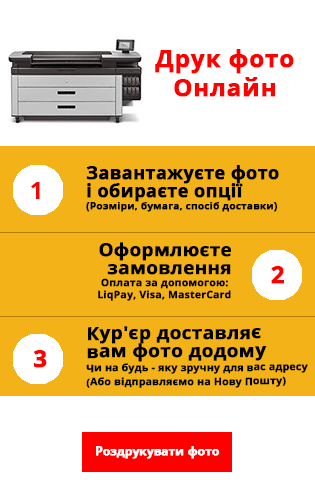 Друк фото
Онлайн
1
Завантажуєте фото
і обираєте опції
(Розміри, бумага, спосіб доставки)
Оформлюєте
замовлення
Оплата за допомогою:
LiqPay, Visa, MasterCard
2
Кур'єр доставляє
вам фото додому
Чи на будь - яку зручну для вас адресу
(Або відправляємо на Нову Пошту)
3
Роздрукувати фото